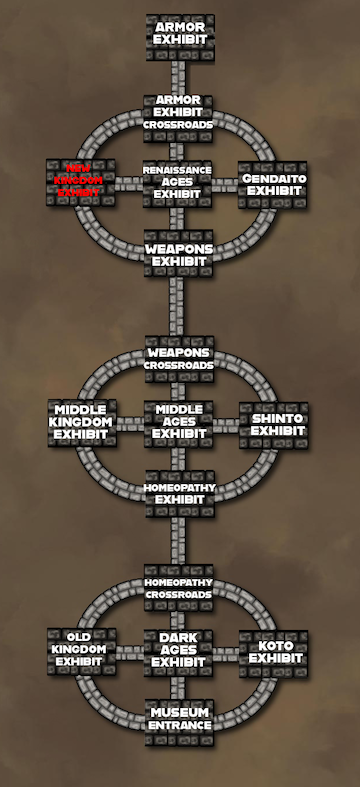 ARMOR
EXHIBIT
ARMOR
EXHIBIT
CROSSROADS
NEW
KINGDOM
EXHIBIT
RENAISSANCE
AGES
EXHIBIT
GENDAITO
EXHIBIT
WEAPONS
EXHIBIT
WEAPONS
CROSSROADS
MIDDLE
KINGDOM
EXHIBIT
MIDDLE
AGES
EXHIBIT
SHINTO
EXHIBIT
HOMEOPATHY
EXHIBIT
HOMEOPATHY
CROSSROADS
OLD
KINGDOM
EXHIBIT
DARK
AGES
EXHIBIT
KOTO
EXHIBIT
MUSEUM
ENTRANCE